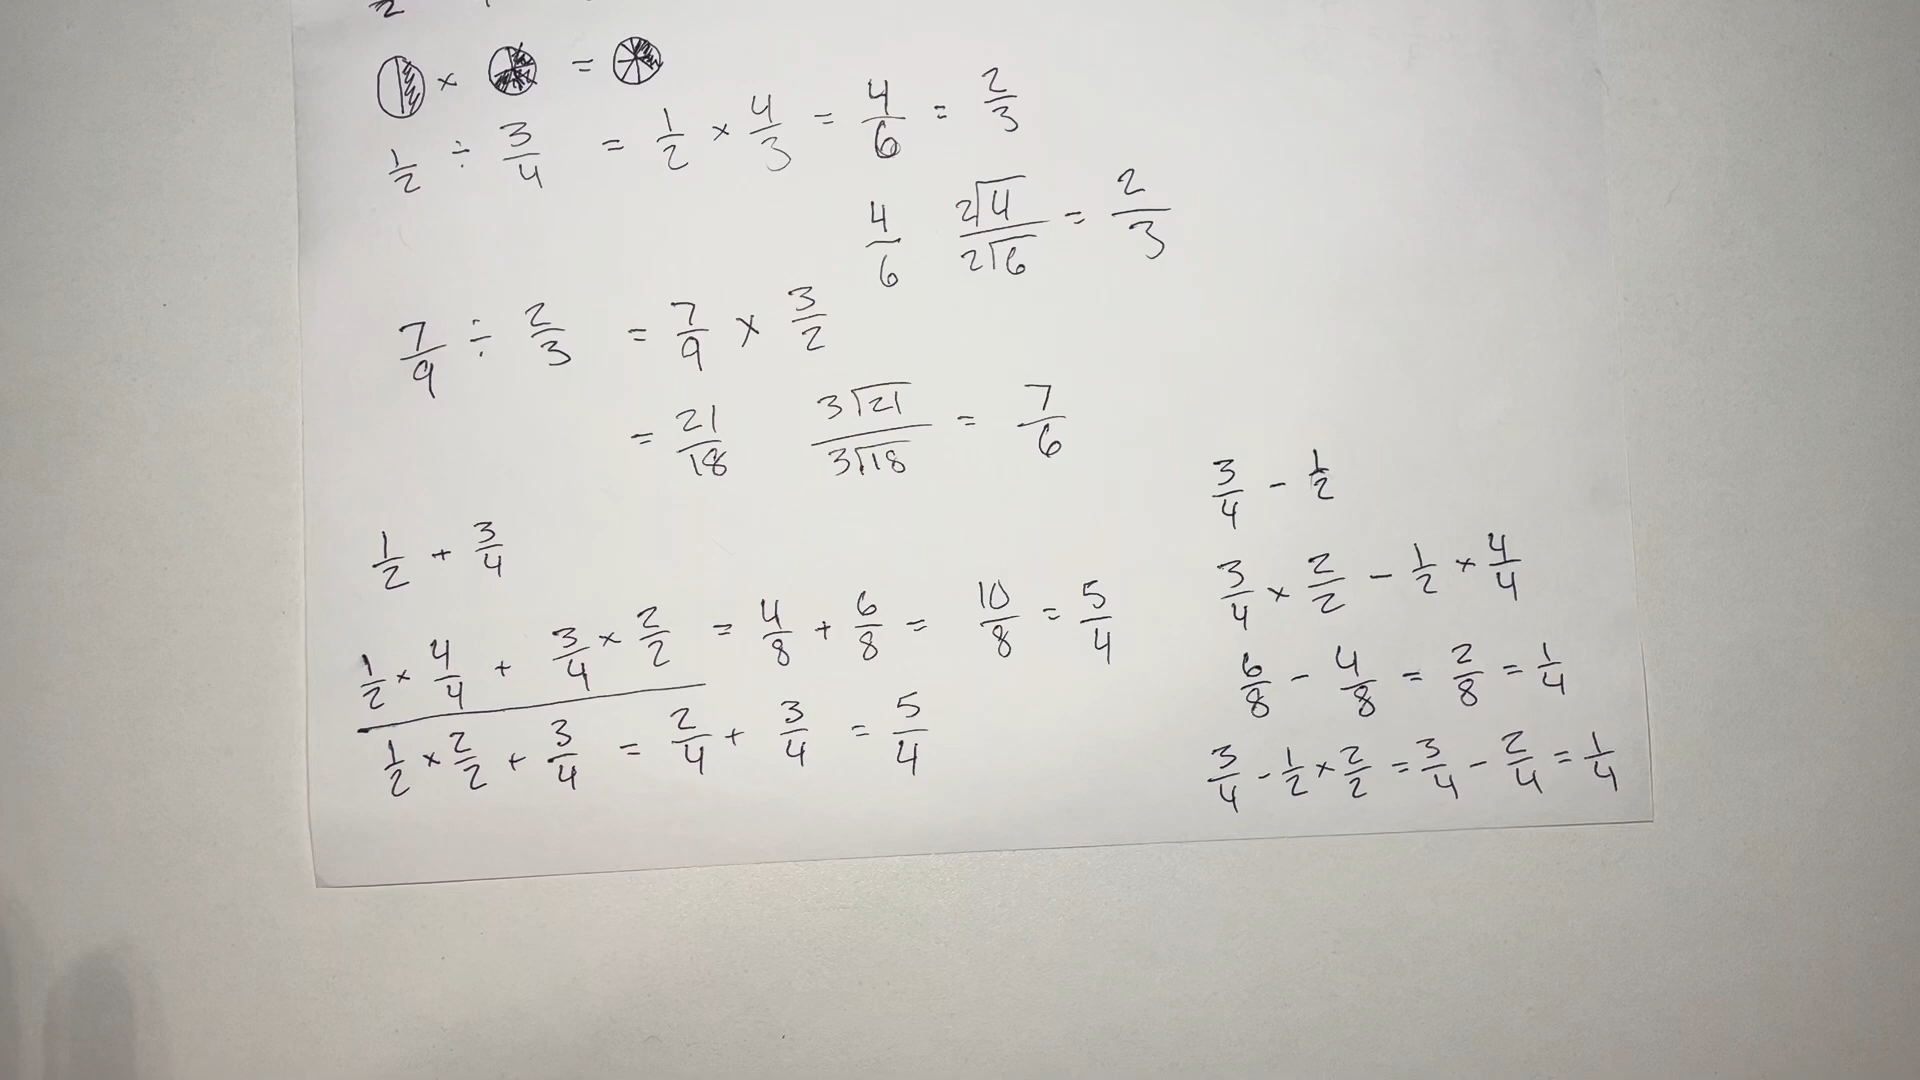 2
× =
1/2 ÷ 3/4 = 1/2 × 4/3 = 4/6 = 2/3
4/6 2√4/2√6 = 2/3
7/9 ÷ 2/3 = 7/9 × 3/2
= 21/18 3√21/3√18 = 7/6
1/2 + 3/4
1/2 × 4/4 + 3/4 × 2/2 = 4/8 + 6/8 = 10/8 = 5/4
1/2 × 2/2 + 3/4 = 2/4 + 3/4 = 5/4
3/4 - 1/2
3/4 × 2/2 - 1/2 × 4/4
6/8 - 4/8 = 2/8 = 1/4
3/4 - 1/2 × 2/2 = 3/4 - 2/4 = 1/4